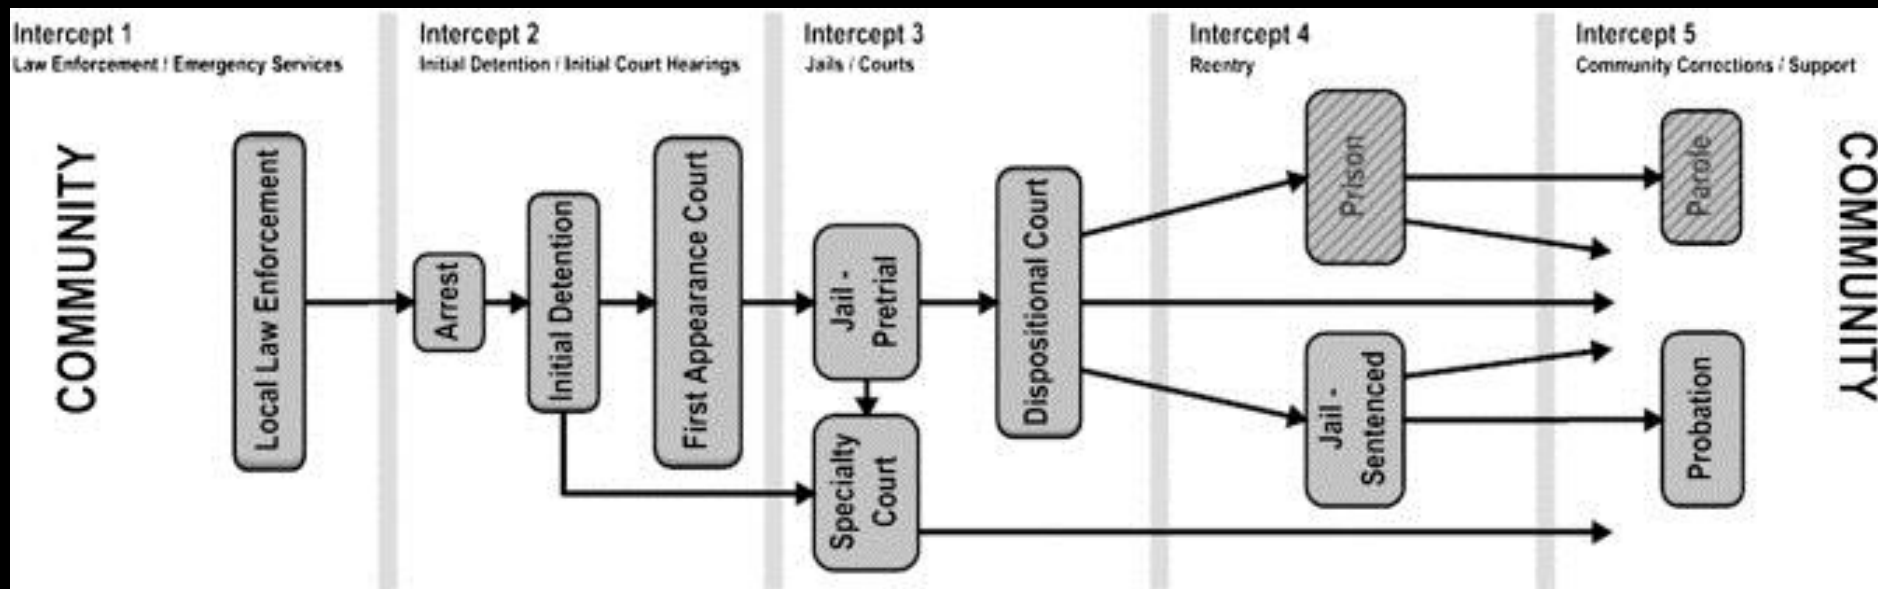 Intercept 1
Law Enforcement / Emergency Services
Intercept 2
Initial Detention / Initial Court Hearings
Intercept 3
Jails / Courts
Intercept 4
Reentry
Intercept 5
Community Corrections / Support
COMMUNITY
Local Law Enforcement
Arrest
Initial Detention
First Appearance Court
Jail -
Pretrial
Specialty
Court
Dispositional Court
Prison
Jail -
Sentenced
Parole
Probation
COMMUNITY